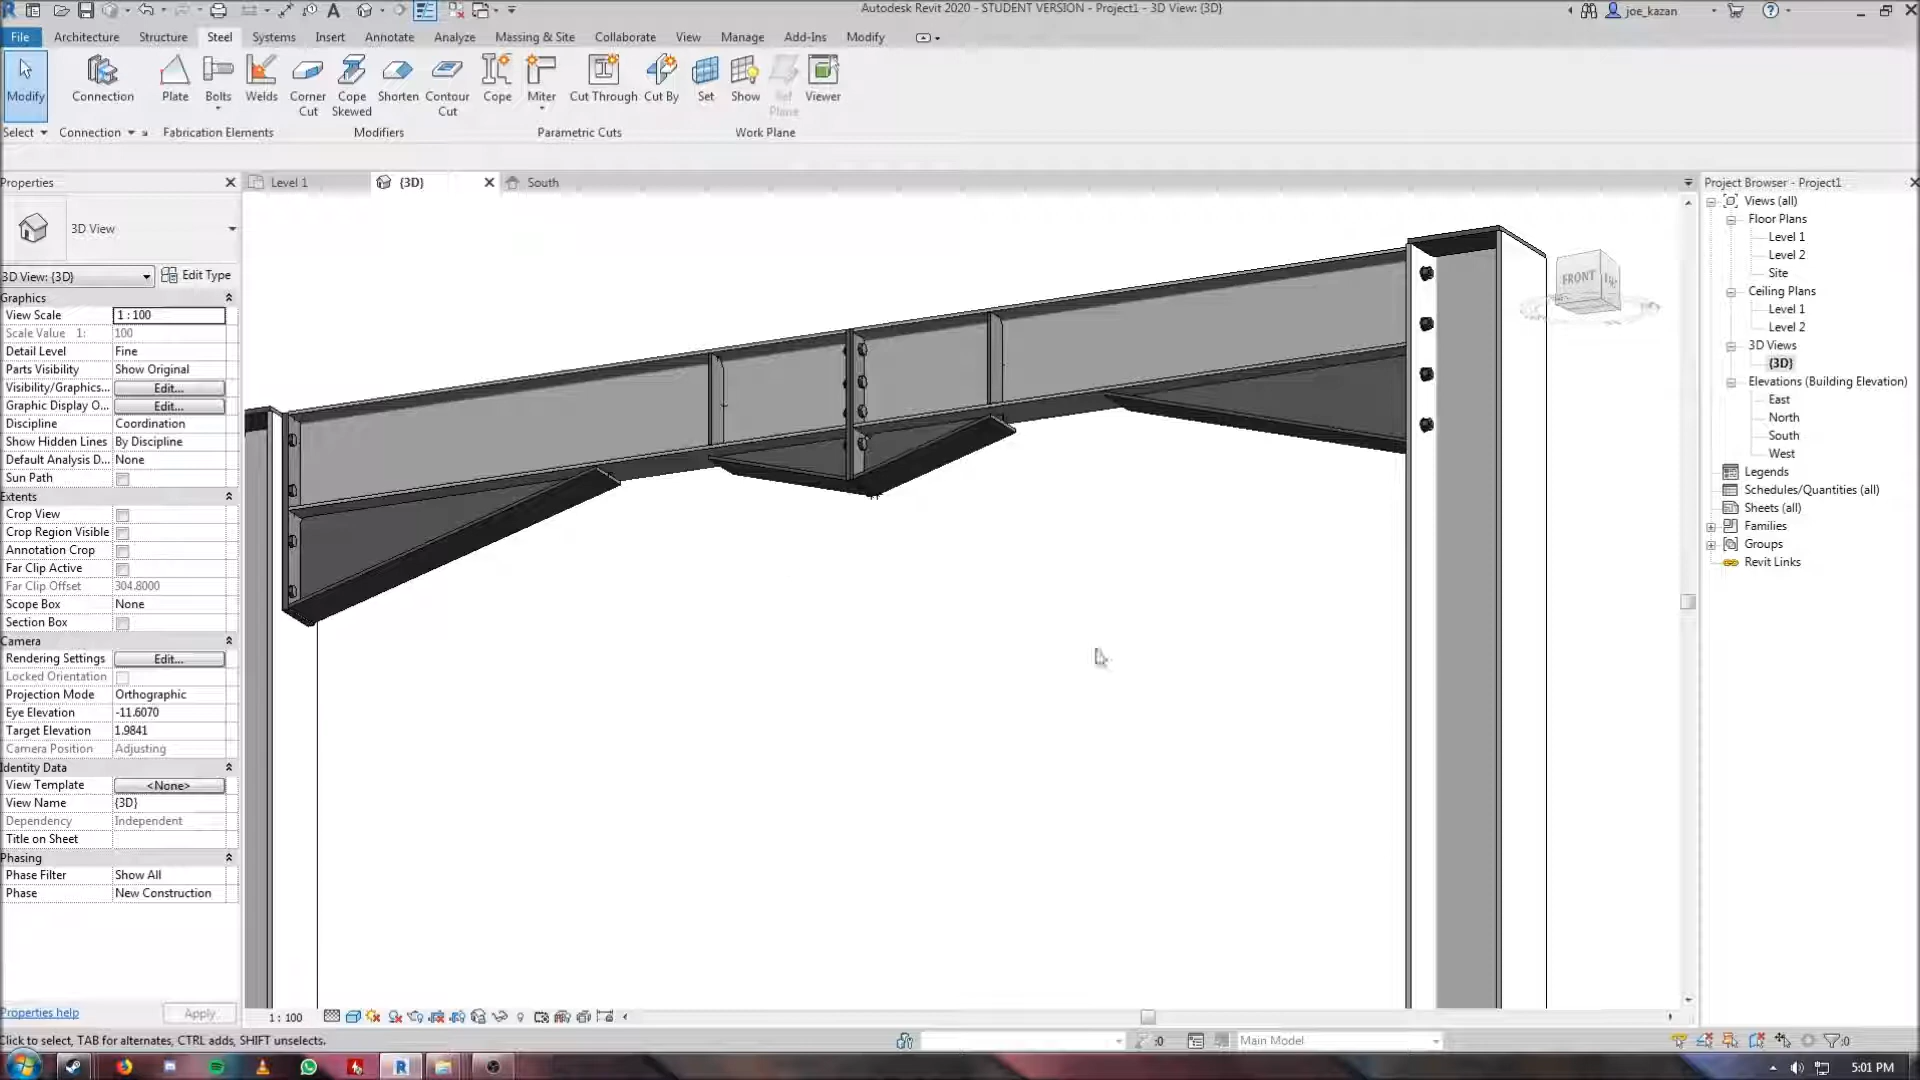 Autodesk Revit 2020 - STUDENT VERSION - Project1 - 3D View: {3D}
joe_kazan
File Architecture Structure Steel Systems Insert Annotate Analyze Massing & Site Collaborate View Manage Add-Ins Modify
Modify Connection Plate Bolts Welds Corner Cut Cope Skewed Shorten Contour Cut Cope Miter Cut Through Cut By Set Show Ref Plane Viewer
Select Connection Fabrication Elements Modifiers Parametric Cuts Work Plane
Properties
Level 1 {3D} South
3D View
3D View: {3D} Edit Type
Graphics
View Scale 1 : 100
Scale Value 1: 100
Detail Level Fine
Parts Visibility Show Original
Visibility/Graphics... Edit...
Graphic Display O... Edit...
Discipline Coordination
Show Hidden Lines By Discipline
Default Analysis D... None
Sun Path
Extents
Crop View
Crop Region Visible
Annotation Crop
Far Clip Active
Far Clip Offset 304.8000
Scope Box None
Section Box
Camera
Rendering Settings Edit...
Locked Orientation
Projection Mode Orthographic
Eye Elevation -11.6070
Target Elevation 1.9841
Camera Position Adjusting
Identity Data
View Template <None>
View Name {3D}
Dependency Independent
Title on Sheet
Phasing
Phase Filter Show All
Phase New Construction
Properties help Apply
FRONT
Project Browser - Project1
Views (all)
Floor Plans
Level 1
Level 2
Site
Ceiling Plans
Level 1
Level 2
3D Views
{3D}
Elevations (Building Elevation)
East
North
South
West
Legends
Schedules/Quantities (all)
Sheets (all)
Families
Groups
Revit Links
1 : 100
Click to select, TAB for alternates, CTRL adds, SHIFT unselects.
:0
Main Model
:0
5:01 PM